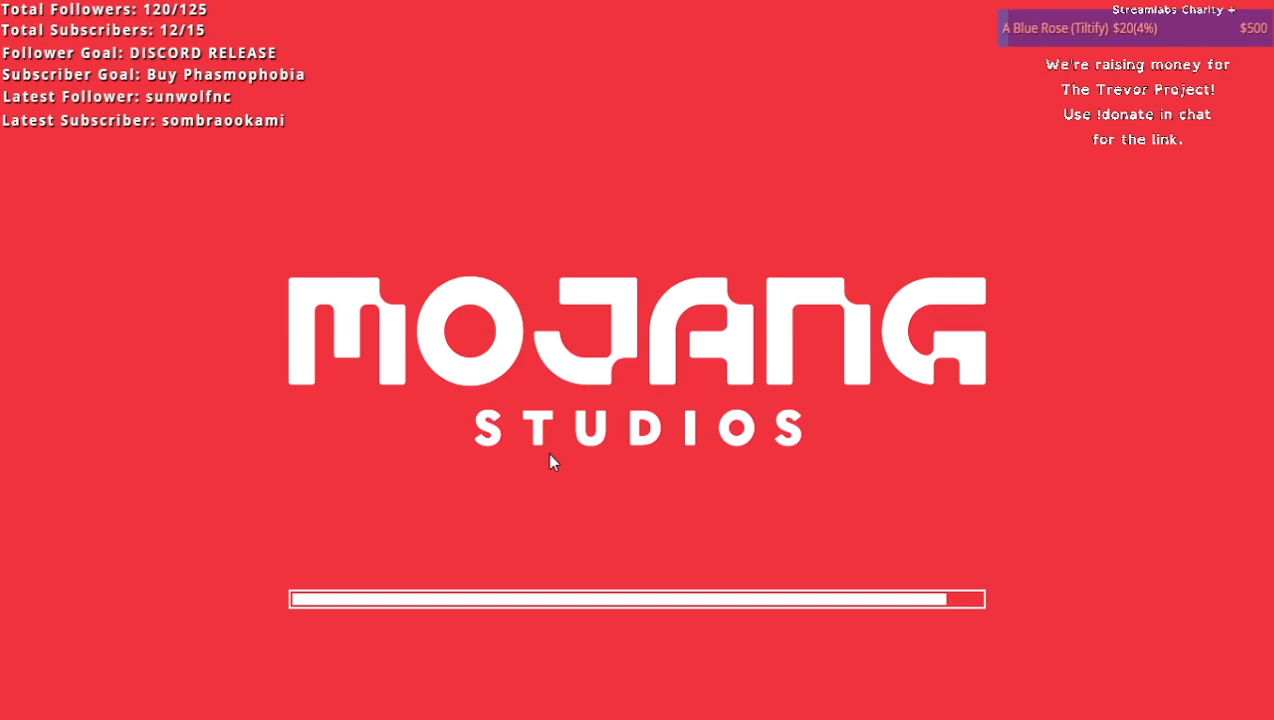 Total Followers: 120/125
Total Subscribers: 12/15
Follower Goal: DISCORD RELEASE
Subscriber Goal: Buy Phasmophobia
Latest Follower: sunwolfnc
Latest Subscriber: sombraookami
Streamlabs Charity +
A Blue Rose (Tiltify) $20(4%) $500
We're raising money for
The Trevor Project!
Use !donate in chat
for the link.
MOJANG
STUDIOS